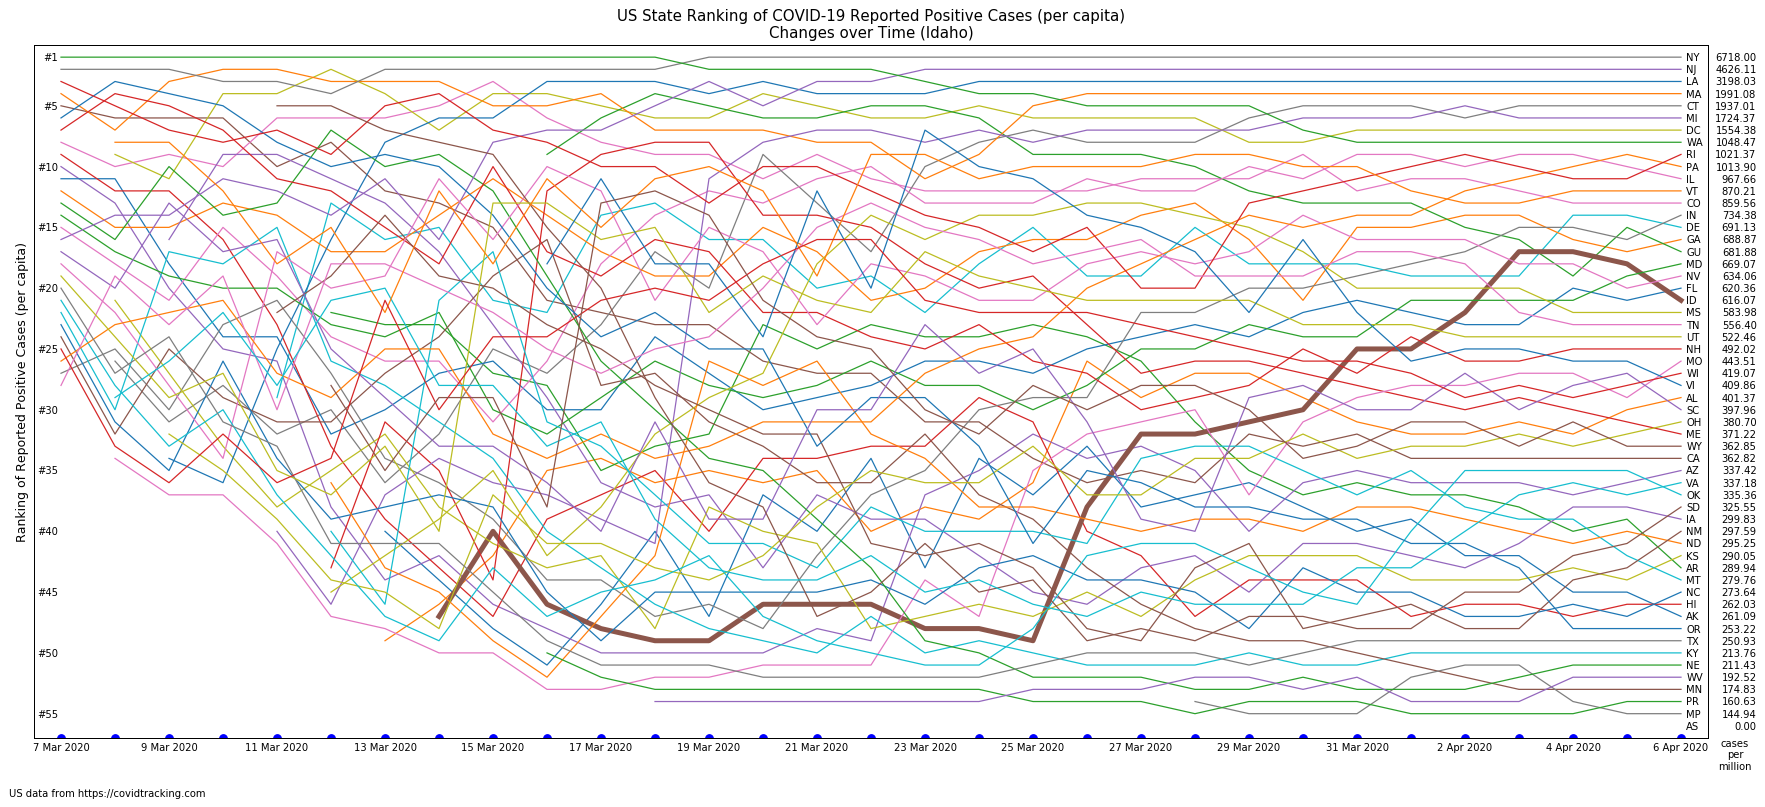 US State Ranking of COVID-19 Reported Positive Cases (per capita)
Changes over Time (Idaho)
Ranking of Reported Positive Cases (per capita)
#1
#5
#10
#15
#20
#25
#30
#35
#40
#45
#50
#55
NY 6718.00
NJ 4626.11
LA 3198.03
MA 1991.08
CT 1937.01
MI 1724.37
DC 1554.38
WA 1048.47
RI 1021.37
PA 1013.90
IL 967.66
VT 870.21
CO 859.56
IN 734.38
DE 691.13
GA 688.87
GU 681.88
MD 669.07
NV 634.06
FL 620.36
ID 616.07
MS 583.98
TN 556.40
UT 522.46
NH 492.02
MO 443.51
WI 419.07
VI 409.86
AL 401.37
SC 397.96
OH 380.70
ME 371.22
WY 362.85
CA 362.82
AZ 337.42
VA 337.18
OK 335.36
SD 325.55
IA 299.83
NM 297.59
ND 295.25
KS 290.05
AR 289.94
MT 279.76
NC 273.64
HI 262.03
AK 261.09
OR 253.22
TX 250.93
KY 213.76
NE 211.43
WV 192.52
MN 174.83
PR 160.63
MP 144.94
AS 0.00
7 Mar 2020 9 Mar 2020 11 Mar 2020 13 Mar 2020 15 Mar 2020 17 Mar 2020 19 Mar 2020 21 Mar 2020 23 Mar 2020 25 Mar 2020 27 Mar 2020 29 Mar 2020 31 Mar 2020 2 Apr 2020 4 Apr 2020 6 Apr 2020
cases
per
million
US data from https://covidtracking.com